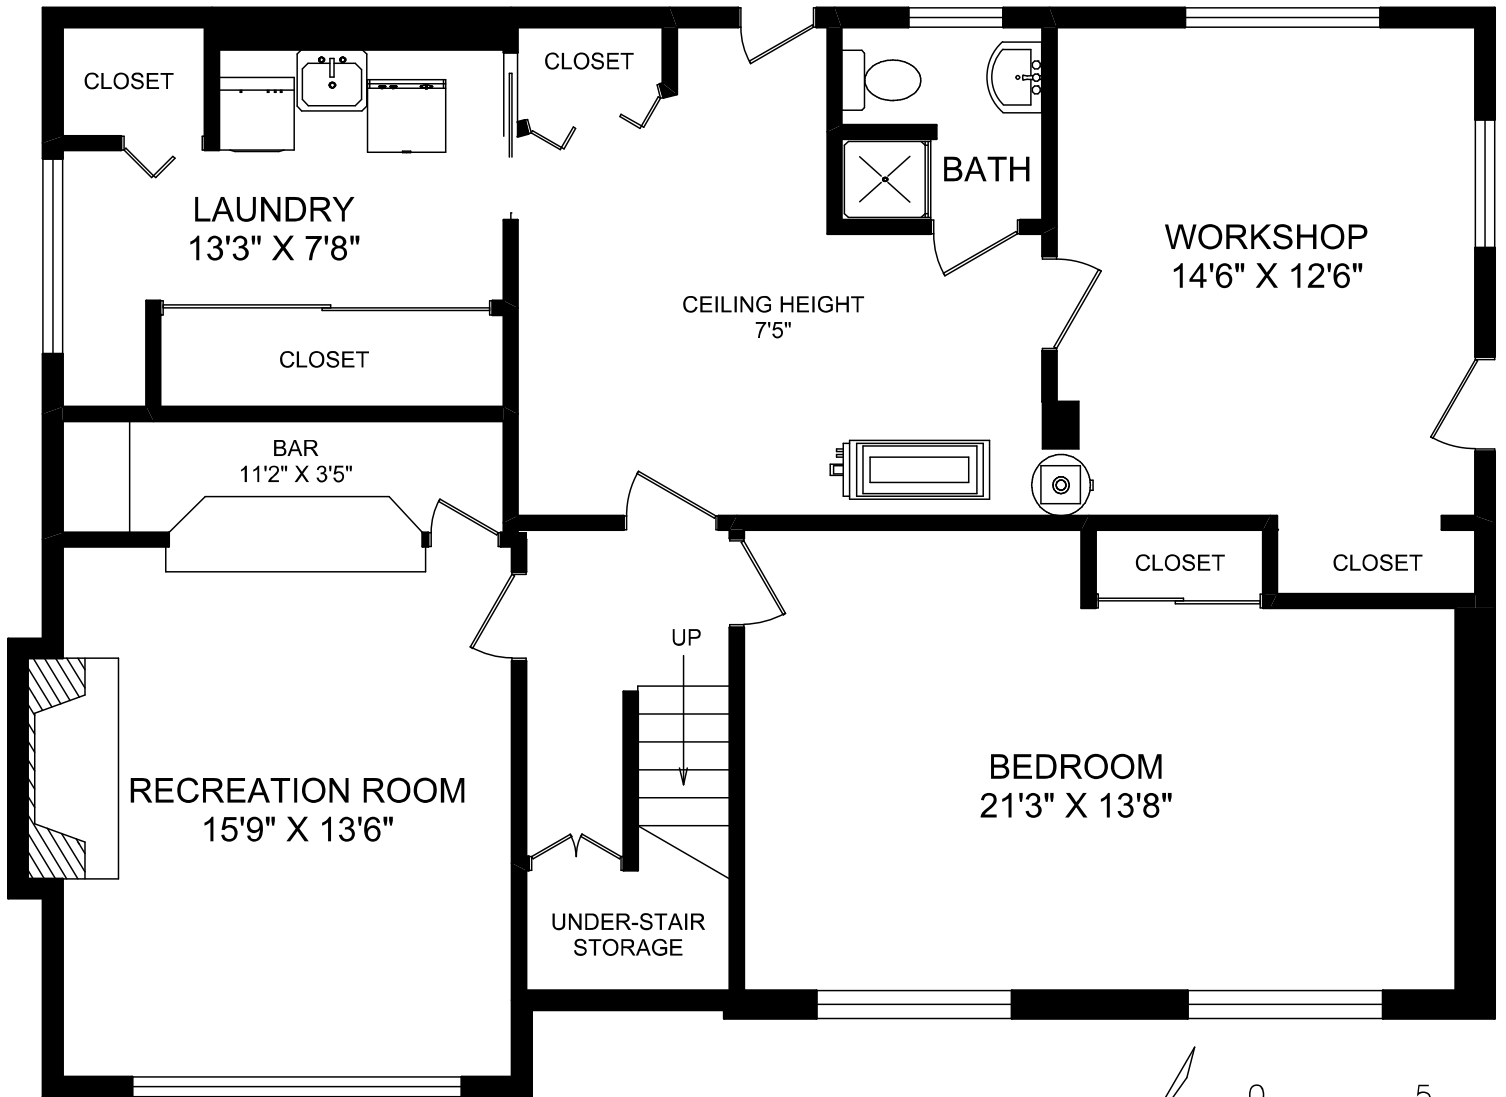 CLOSET
CLOSET
LAUNDRY
13'3" X 7'8"
BATH
WORKSHOP
14'6" X 12'6"
CEILING HEIGHT
7'5"
CLOSET
BAR
11'2" X 3'5"
CLOSET
CLOSET
UP
RECREATION ROOM
15'9" X 13'6"
BEDROOM
21'3" X 13'8"
UNDER-STAIR
STORAGE
0 5